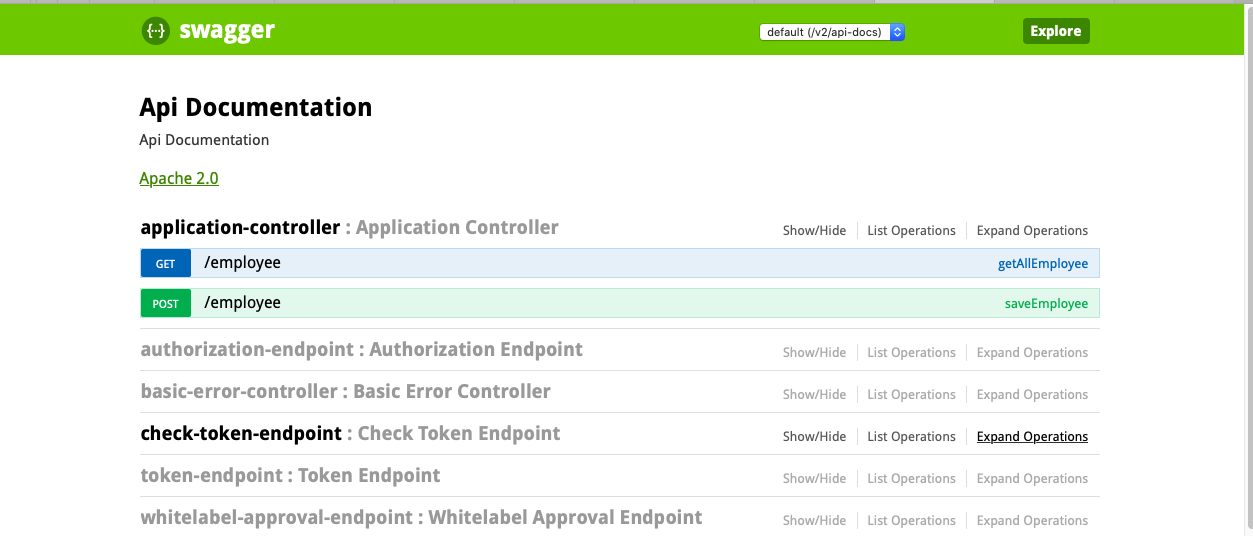 {···} swagger default (/v2/api-docs) Explore
Api Documentation
Api Documentation
Apache 2.0
application-controller : Application Controller Show/Hide List Operations Expand Operations
GET /employee getAllEmployee
POST /employee saveEmployee
authorization-endpoint : Authorization Endpoint Show/Hide List Operations Expand Operations
basic-error-controller : Basic Error Controller Show/Hide List Operations Expand Operations
check-token-endpoint : Check Token Endpoint Show/Hide List Operations Expand Operations
token-endpoint : Token Endpoint Show/Hide List Operations Expand Operations
whitelabel-approval-endpoint : Whitelabel Approval Endpoint Show/Hide List Operations Expand Operations